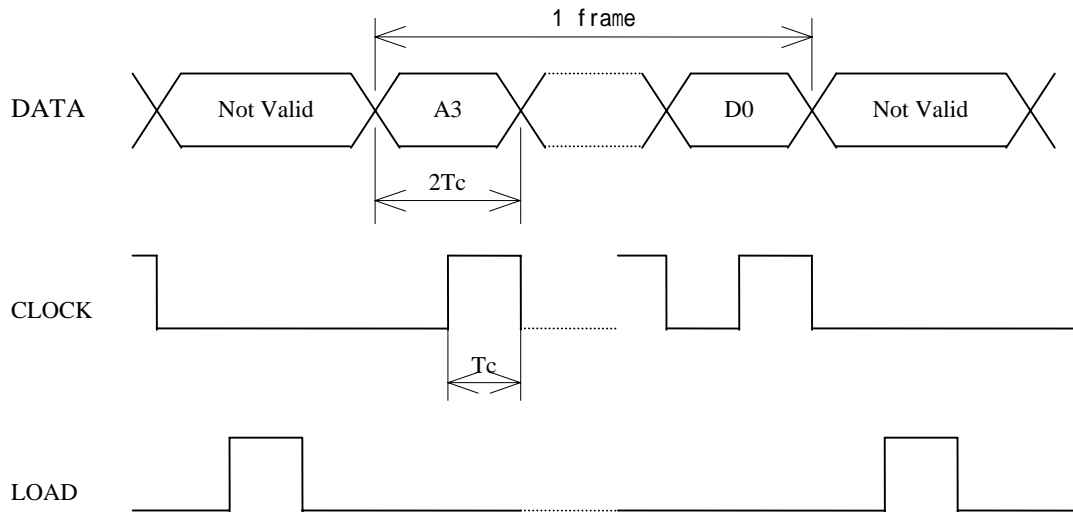 1 frame
DATA
Not Valid
A3
D0
Not Valid
2Tc
CLOCK
Tc
LOAD